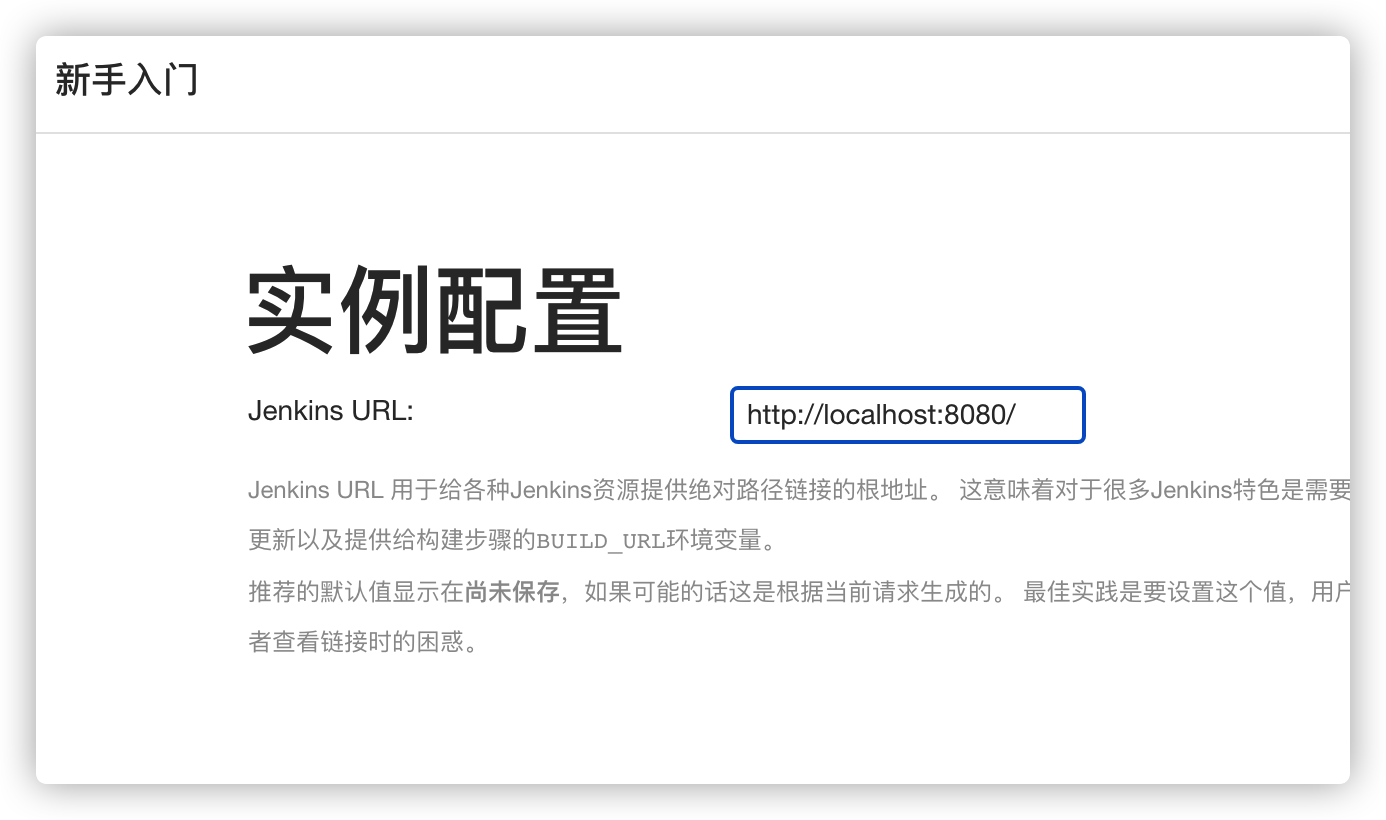 新手入门
实例配置
Jenkins URL:
http://localhost:8080/
Jenkins URL 用于给各种Jenkins资源提供绝对路径链接的根地址。 这意味着对于很多Jenkins特色是需要
更新以及提供给构建步骤的BUILD_URL环境变量。
推荐的默认值显示在尚未保存，如果可能的话这是根据当前请求生成的。 最佳实践是要设置这个值，用户
者查看链接时的困惑。